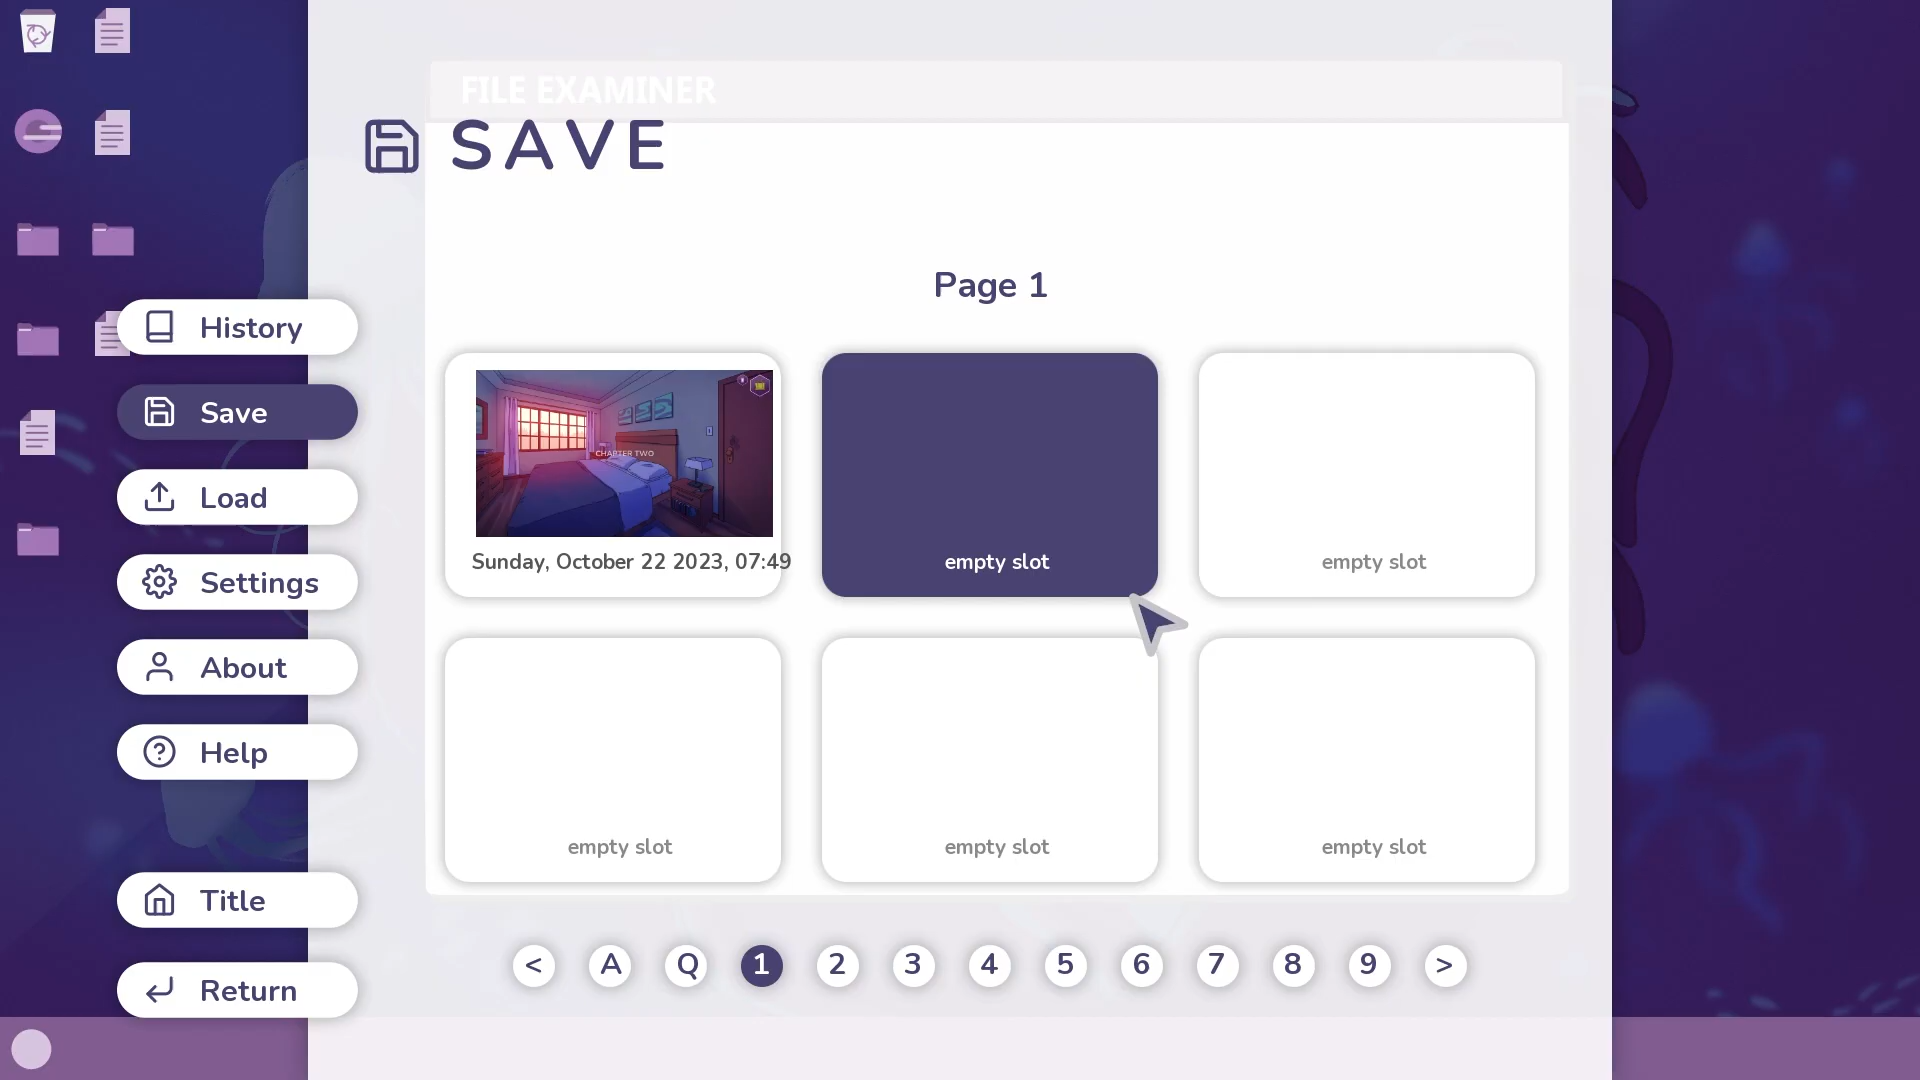 FILE EXAMINER
SAVE
Page 1
History
Save
Load
Settings
About
Help
Title
Return
CHAPTER TWO
Sunday, October 22 2023, 07:49
empty slot
empty slot
empty slot
empty slot
empty slot
< A Q 1 2 3 4 5 6 7 8 9 >